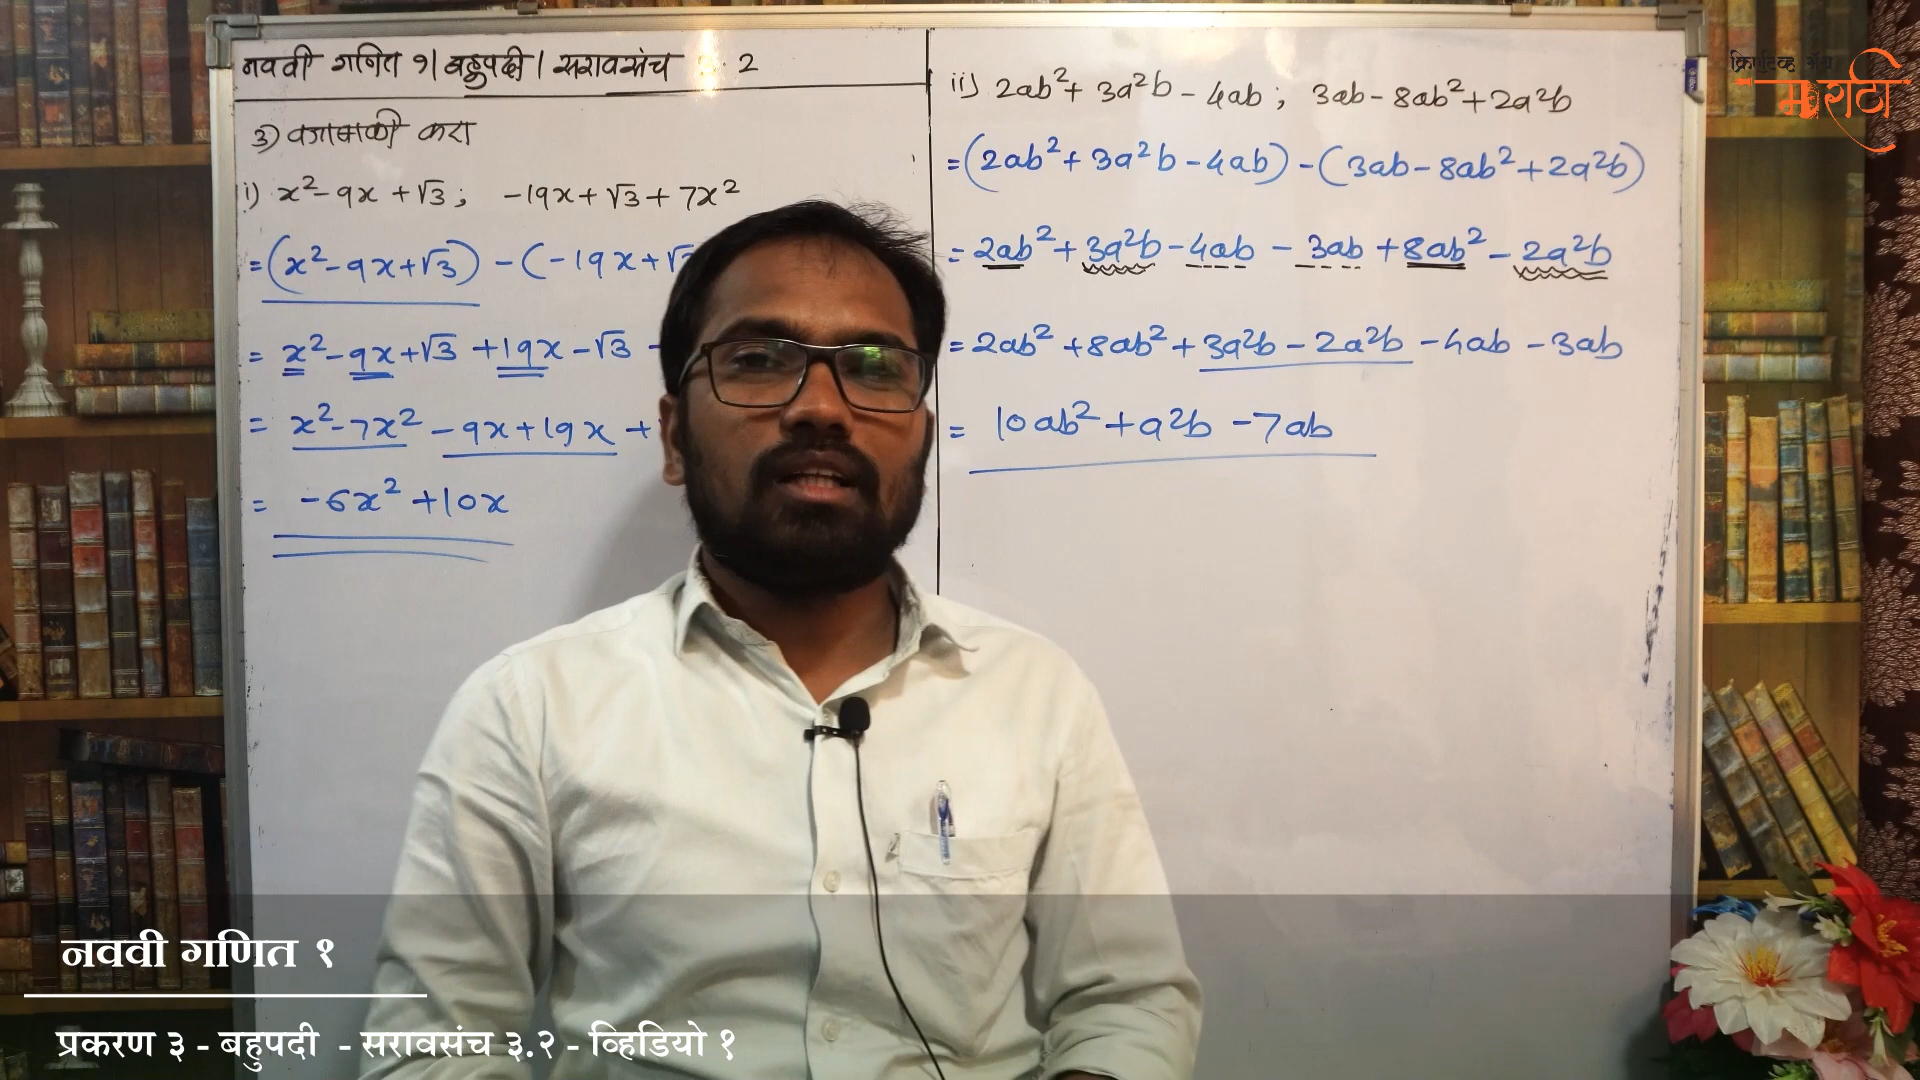 नववी गणित १। बहुपदी। सरावसंच 2
3) वजाबाकी करा
i) x² - 9x + √3 ; -19x + √3 + 7x²
= (x² - 9x + √3) - (-19x + √
= x² - 9x + √3 + 19x - √3 -
= x² - 7x² - 9x + 19x +
= -6x² + 10x
ii) 2ab² + 3a²b - 4ab ; 3ab - 8ab² + 2a²b
= (2ab² + 3a²b - 4ab) - (3ab - 8ab² + 2a²b)
= 2ab² + 3a²b - 4ab - 3ab + 8ab² - 2a²b
= 2ab² + 8ab² + 3a²b - 2a²b - 4ab - 3ab
= 10ab² + a²b - 7ab
मराठी
नववी गणित १
प्रकरण ३ - बहुपदी - सरावसंच ३.२ - व्हिडियो १